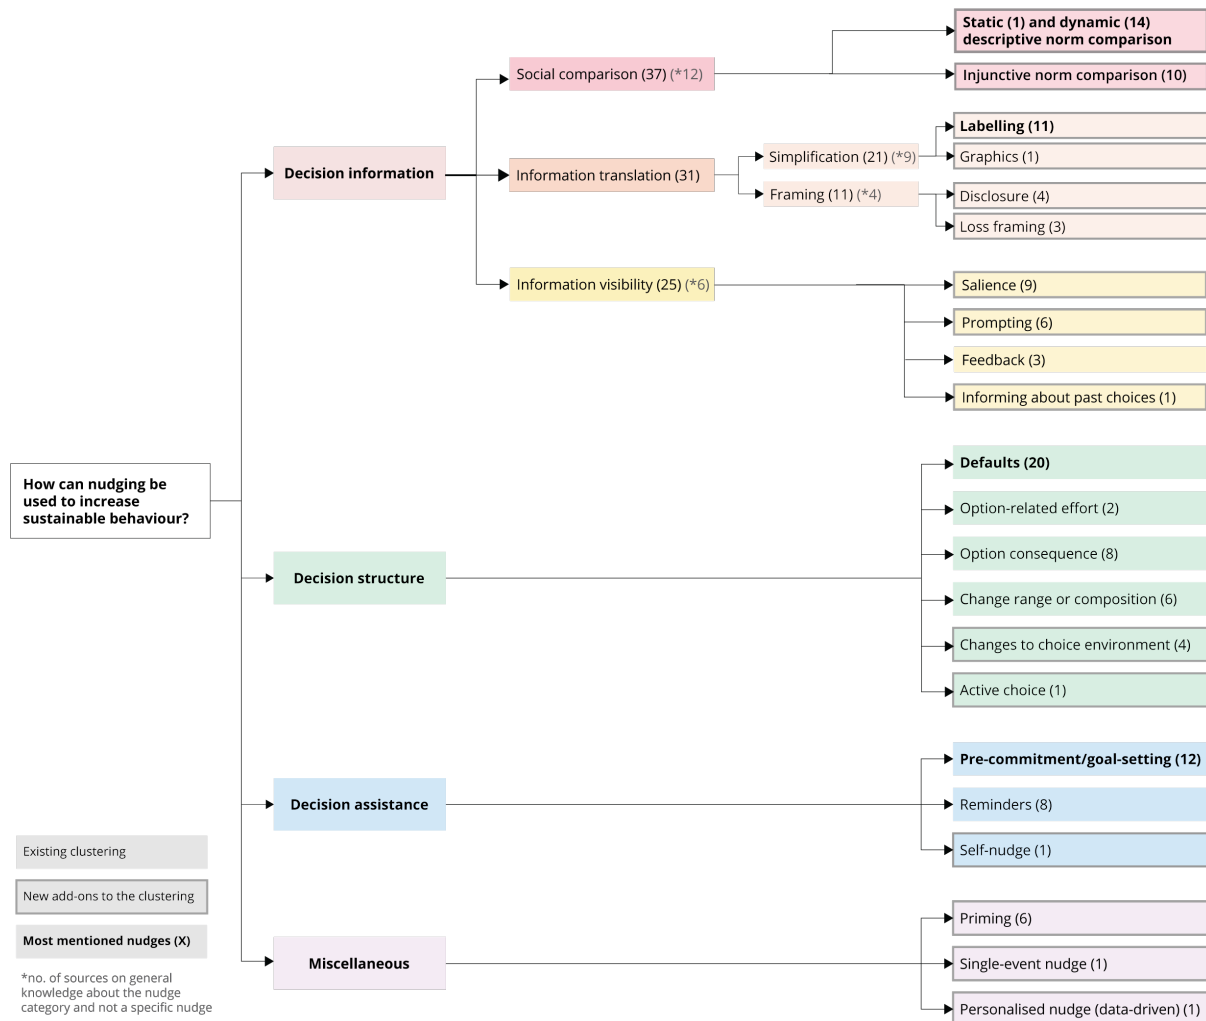 How can nudging be
used to increase
sustainable behaviour?
Decision information
Social comparison (37) (*12)
Static (1) and dynamic (14)
descriptive norm comparison
Injunctive norm comparison (10)
Information translation (31)
Simplification (21) (*9)
Labelling (11)
Graphics (1)
Framing (11) (*4)
Disclosure (4)
Loss framing (3)
Information visibility (25) (*6)
Salience (9)
Prompting (6)
Feedback (3)
Informing about past choices (1)
Decision structure
Defaults (20)
Option-related effort (2)
Option consequence (8)
Change range or composition (6)
Changes to choice environment (4)
Active choice (1)
Decision assistance
Pre-commitment/goal-setting (12)
Reminders (8)
Self-nudge (1)
Miscellaneous
Priming (6)
Single-event nudge (1)
Personalised nudge (data-driven) (1)
Existing clustering
New add-ons to the clustering
Most mentioned nudges (X)
*no. of sources on general
knowledge about the nudge
category and not a specific nudge